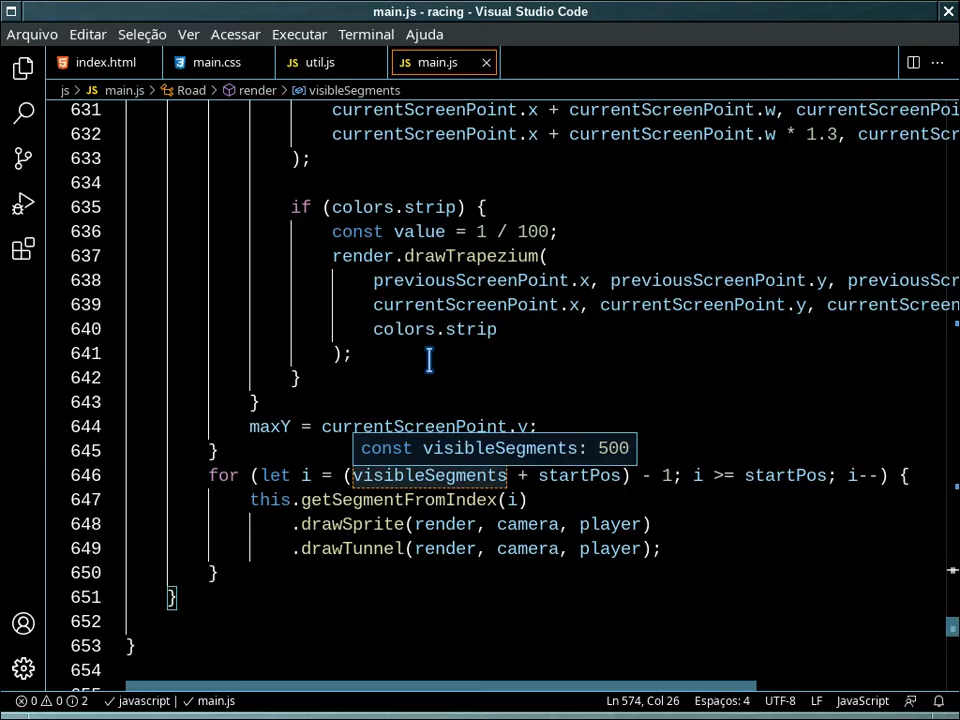 main.js - racing - Visual Studio Code
Arquivo Editar Seleção Ver Acessar Executar Terminal Ajuda
index.html main.css JS util.js JS main.js
js > JS main.js > Road > render > visibleSegments
631 currentScreenPoint.x + currentScreenPoint.w, currentScreenPoi
632 currentScreenPoint.x + currentScreenPoint.w * 1.3, currentScr
633 );
634
635 if (colors.strip) {
636 const value = 1 / 100;
637 render.drawTrapezium(
638 previousScreenPoint.x, previousScreenPoint.y, previousScr
639 currentScreenPoint.x, currentScreenPoint.y, currentScreen
640 colors.strip
641 );
642 }
643 }
644 maxY = currentScreenPoint.y;
const visibleSegments: 500
645 }
646 for (let i = (visibleSegments + startPos) - 1; i >= startPos; i--) {
647 this.getSegmentFromIndex(i)
648 .drawSprite(render, camera, player)
649 .drawTunnel(render, camera, player);
650 }
651 }
652
653 }
654
0 0 2 javascript | main.js Ln 574, Col 26 Espaços: 4 UTF-8 LF JavaScript